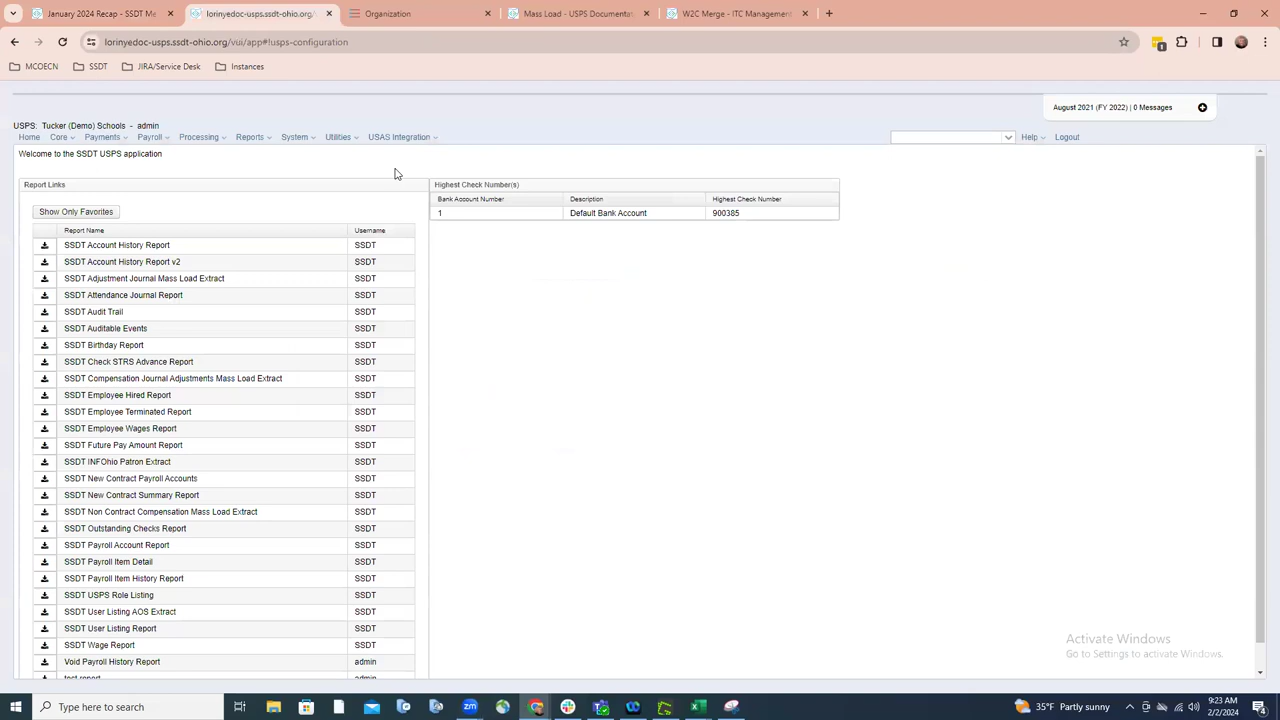 January 2024 Recap - SSDT Me
lorinyedoc-usps.ssdt-ohio.org/
Organization
Mass Load - USPS Documentati
W2C Merge - ITC Management
lorinyedoc-usps.ssdt-ohio.org/vui/app#!usps-configuration
MCOECN
SSDT
JIRA/Service Desk
Instances
August 2021 (FY 2022) | 0 Messages
USPS: Tucker (Demo) Schools - admin
Home Core Payments Payroll Processing Reports System Utilities USAS Integration Help Logout
Welcome to the SSDT USPS application
Report Links
Show Only Favorites
Report Name Username
SSDT Account History Report SSDT
SSDT Account History Report v2 SSDT
SSDT Adjustment Journal Mass Load Extract SSDT
SSDT Attendance Journal Report SSDT
SSDT Audit Trail SSDT
SSDT Auditable Events SSDT
SSDT Birthday Report SSDT
SSDT Check STRS Advance Report SSDT
SSDT Compensation Journal Adjustments Mass Load Extract SSDT
SSDT Employee Hired Report SSDT
SSDT Employee Terminated Report SSDT
SSDT Employee Wages Report SSDT
SSDT Future Pay Amount Report SSDT
SSDT INFOhio Patron Extract SSDT
SSDT New Contract Payroll Accounts SSDT
SSDT New Contract Summary Report SSDT
SSDT Non Contract Compensation Mass Load Extract SSDT
SSDT Outstanding Checks Report SSDT
SSDT Payroll Account Report SSDT
SSDT Payroll Item Detail SSDT
SSDT Payroll Item History Report SSDT
SSDT USPS Role Listing SSDT
SSDT User Listing AOS Extract SSDT
SSDT User Listing Report SSDT
SSDT Wage Report SSDT
Void Payroll History Report admin
test report admin
Highest Check Number(s)
Bank Account Number Description Highest Check Number
1 Default Bank Account 900385
Activate Windows
Go to Settings to activate Windows.
Type here to search
35°F Partly sunny
9:23 AM
2/2/2024